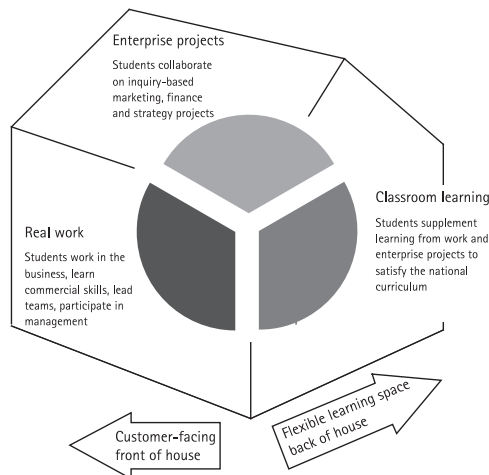 Enterprise projects
Students collaborate
on inquiry-based
marketing, finance
and strategy projects
Real work
Students work in the
business, learn
commercial skills, lead
teams, participate in
management
Classroom learning
Students supplement
learning from work and
enterprise projects to
satisfy the national
curriculum
Customer-facing
front of house
Flexible learning space
back of house